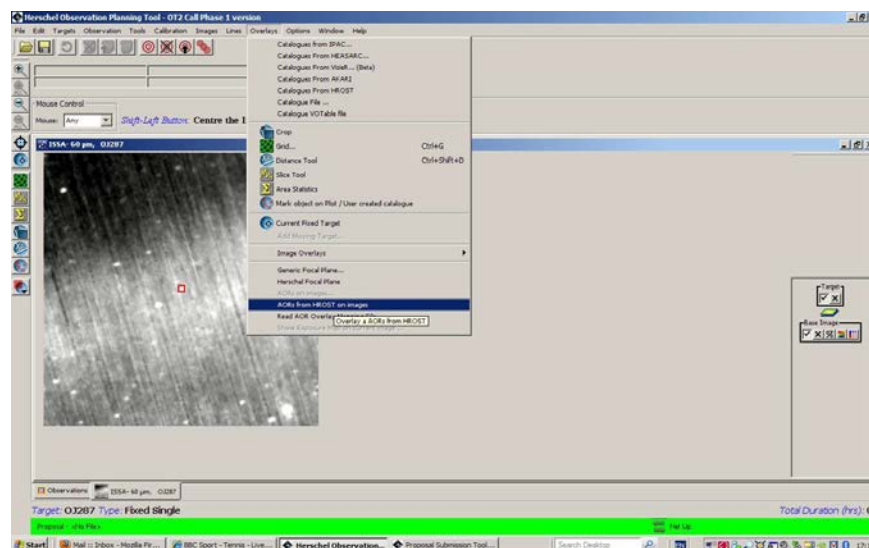 Herschel Observation Planning Tool - OT2 Call Phase 1 version
File Edit Targets Observation Tools Calibration Images Lines Overlays Options Window Help
Catalogues from IPAC...
Catalogues From HEASARC...
Catalogues From VizieR... (Beta)
Catalogues From AKARI
Catalogues From HROST
Catalogue File ...
Catalogue VOTable file
Mouse Control
Mouse: Any Shift-Left Button: Centre the
Crop
Grid... Ctrl+G
Distance Tool Ctrl+Shift+D
Slice Tool
Area Statistics
Mark object on Plot / User created catalogue
Current Fixed Target
Add Moving Target...
Image Overlays
Generic Focal Plane...
Herschel Focal Plane
AORs on images...
AORs from HROST on images
Read AOR Overlay
Overlay a AORs from HROST
ISSA- 60 µm, OJ287
Target
Base Image
Observations ISSA- 60 µm, OJ287
Target: OJ287 Type: Fixed Single Total Duration (hrs):
Net Up
Start Mail :: Inbox - Mozilla Fir... BBC Sport - Tennis - Live... Herschel Observation... Proposal Submission Tool... Search Desktop